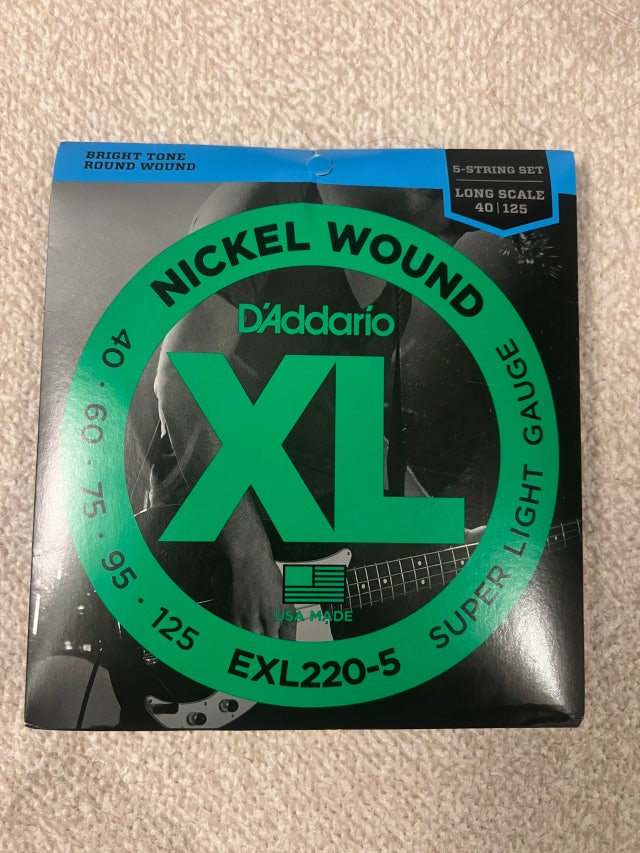 BRIGHT TONE
ROUND WOUND
5-STRING SET
LONG SCALE
40 | 125
NICKEL WOUND
D'Addario
XL
40 · 60 · 75 · 95 · 125
SUPER LIGHT GAUGE
USA MADE
EXL220-5